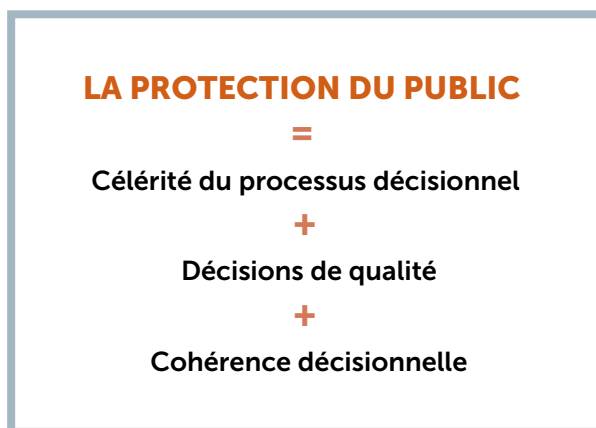 LA PROTECTION DU PUBLIC
=
Célérité du processus décisionnel
+
Décisions de qualité
+
Cohérence décisionnelle